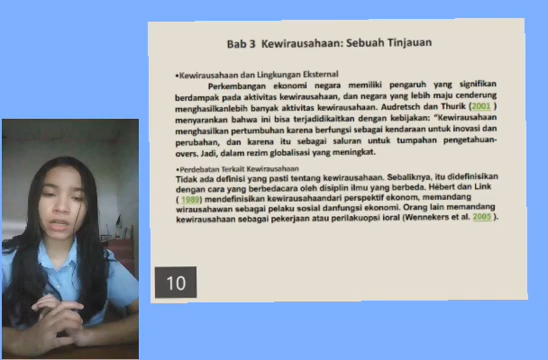 Bab 3 Kewirausahaan: Sebuah Tinjauan
•Kewirausahaan dan Lingkungan Eksternal
Perkembangan ekonomi negara memiliki pengaruh yang signifikan
berdampak pada aktivitas kewirausahaan, dan negara yang lebih maju cenderung
menghasilkanlebih banyak aktivitas kewirausahaan. Audretsch dan Thurik (2001 )
menyarankan bahwa ini bisa terjadidikaitkan dengan kebijakan: "Kewirausahaan
menghasilkan pertumbuhan karena berfungsi sebagai kendaraan untuk inovasi dan
perubahan, dan karena itu sebagai saluran untuk tumpahan pengetahuan-
overs. Jadi, dalam rezim globalisasi yang meningkat.
•Perdebatan Terkait Kewirausahaan
Tidak ada definisi yang pasti tentang kewirausahaan. Sebaliknya, itu didefinisikan
dengan cara yang berbedacara oleh disiplin ilmu yang berbeda. Hébert dan Link
( 1989) mendefinisikan kewirausahaandari perspektif ekonom, memandang
wirausahawan sebagai pelaku sosial danfungsi ekonomi. Orang lain memandang
kewirausahaan sebagai pekerjaan atau perilakuopsi ioral (Wennekers et al. 2005 ).
10